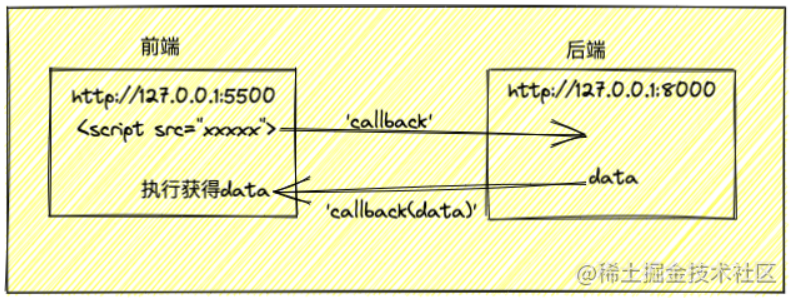 前端
http://127.0.0.1:5500
<script src="xxxxx">
执行获得data
'callback'
'callback(data)'
后端
http://127.0.0.1:8000
data
@稀土掘金技术社区